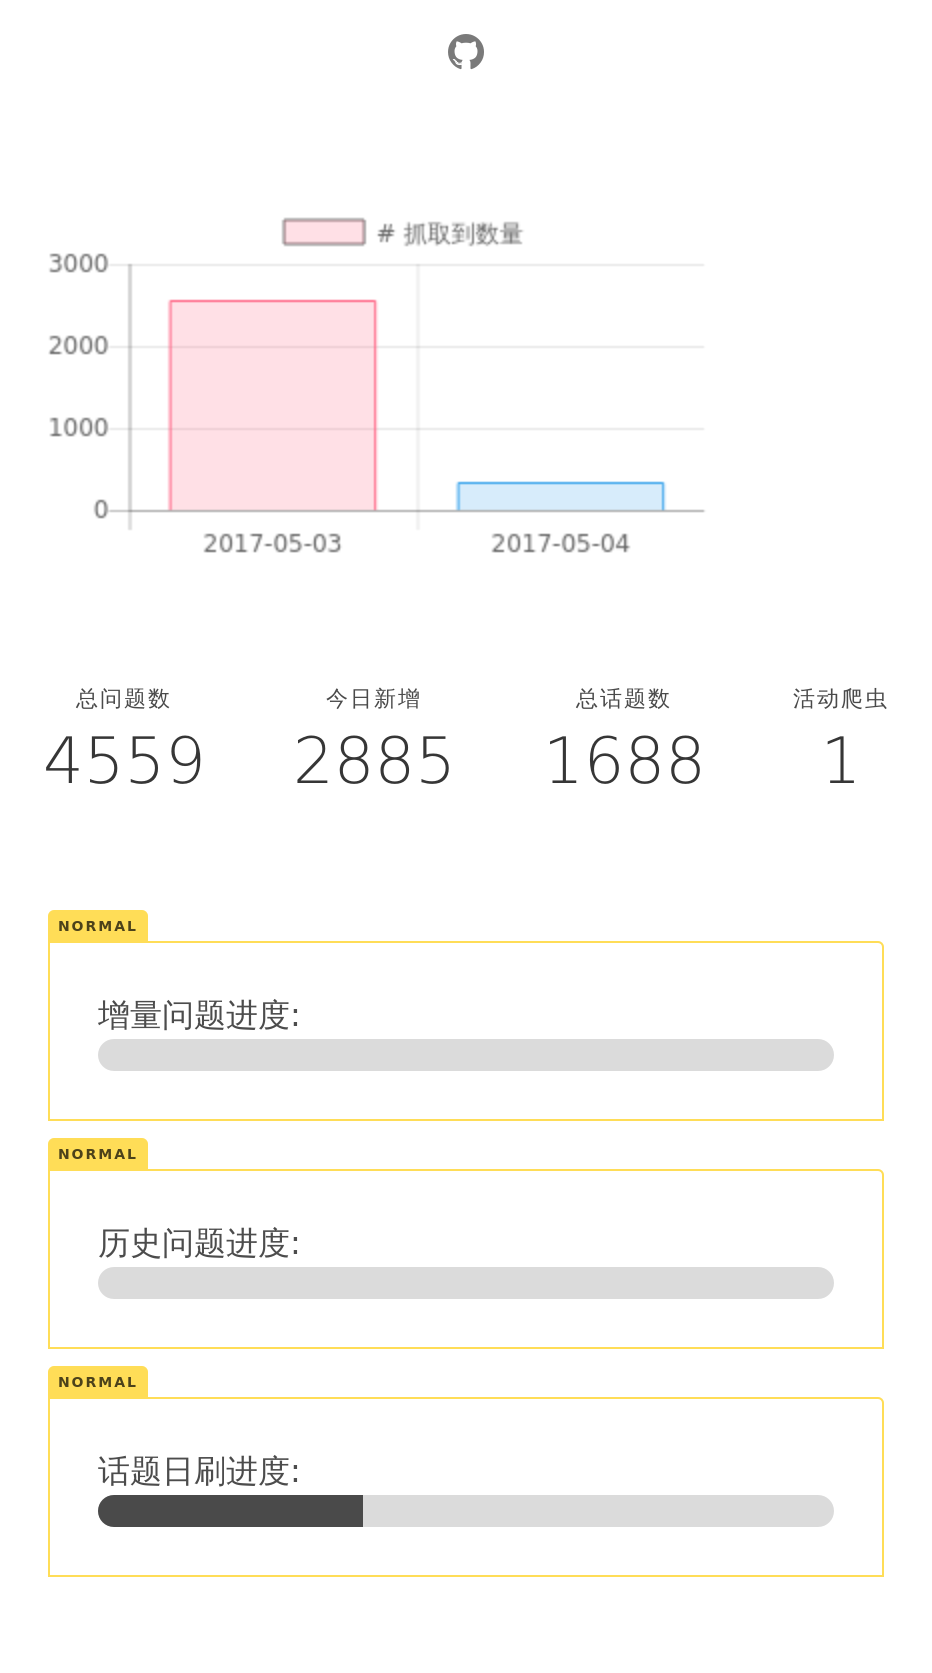 # 抓取到数量
3000
2000
1000
0
2017-05-03 2017-05-04
总问题数 今日新增 总话题数 活动爬虫
4559 2885 1688 1
NORMAL
增量问题进度:
NORMAL
历史问题进度:
NORMAL
话题日刷进度: